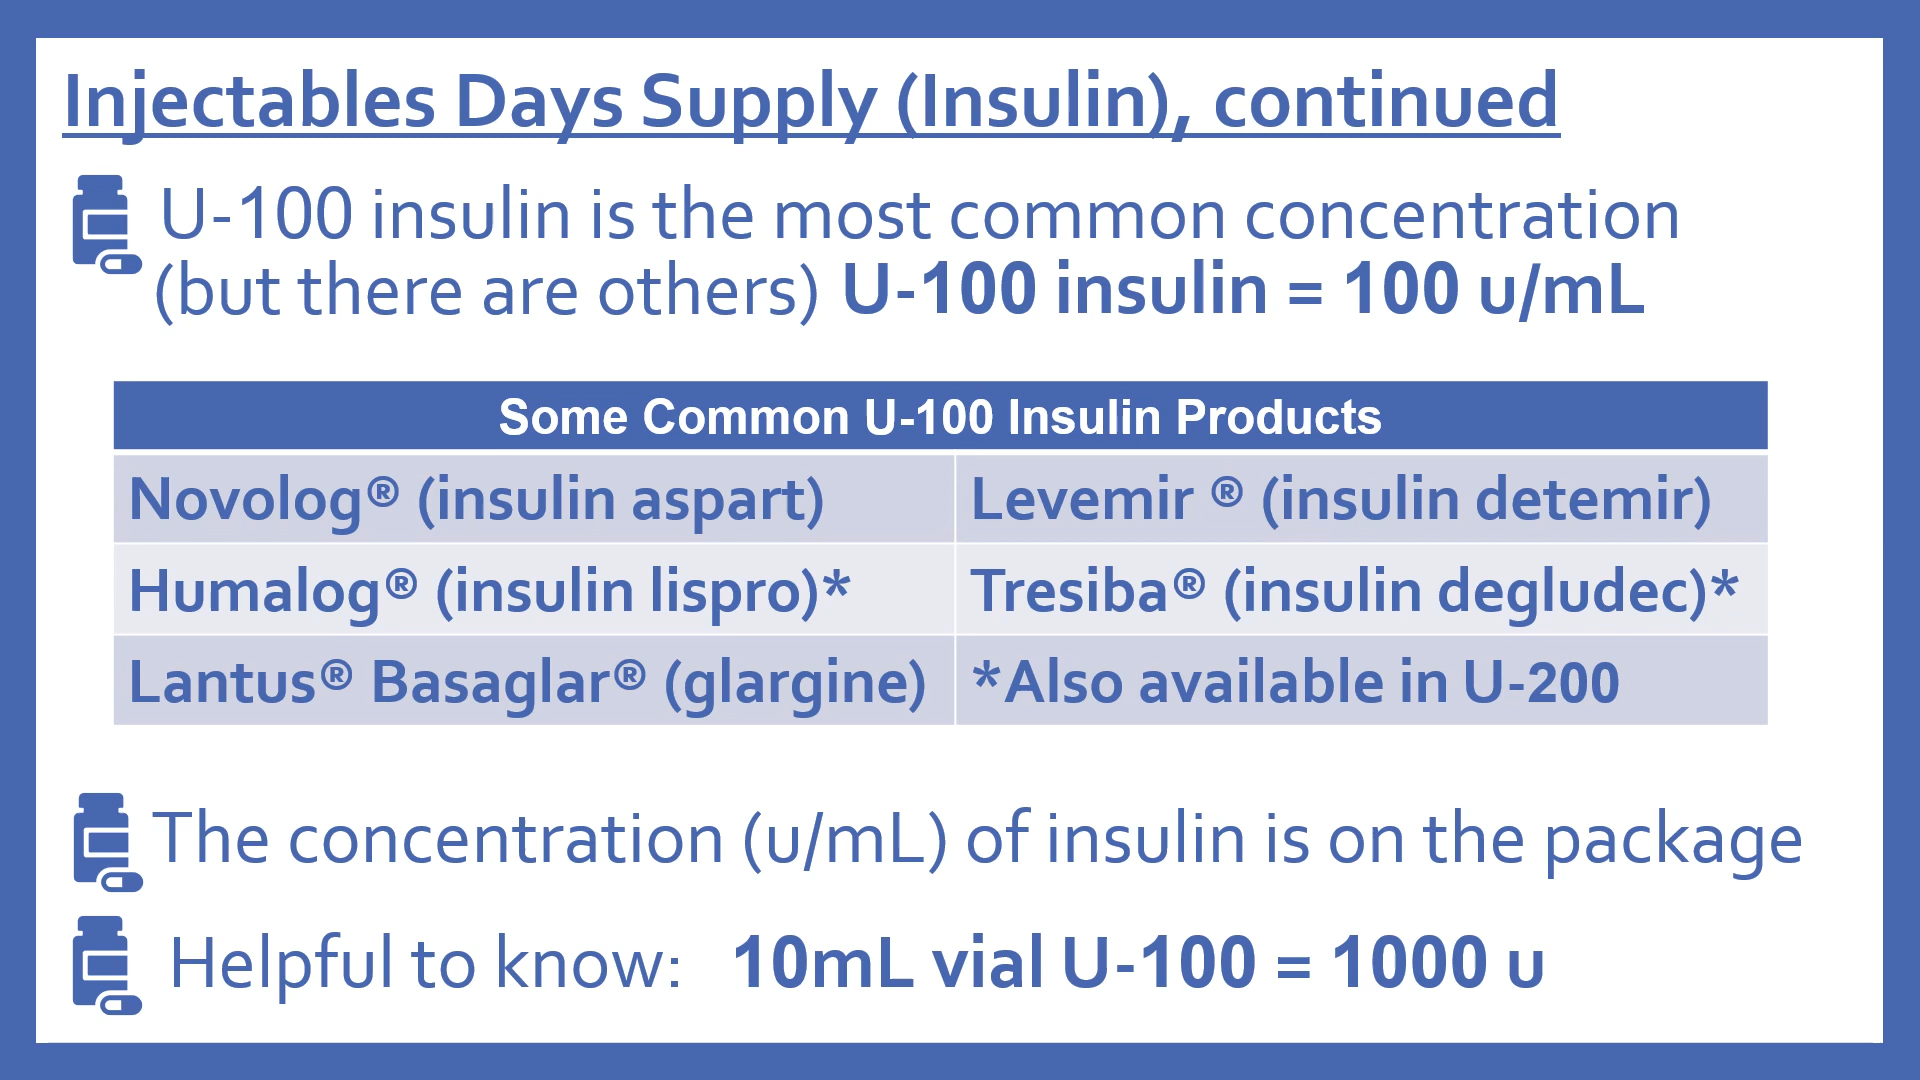 Injectables Days Supply (Insulin), continued
U-100 insulin is the most common concentration
(but there are others) U-100 insulin = 100 u/mL
Some Common U-100 Insulin Products
Novolog® (insulin aspart)
Levemir ® (insulin detemir)
Humalog® (insulin lispro)*
Tresiba® (insulin degludec)*
Lantus® Basaglar® (glargine)
*Also available in U-200
The concentration (u/mL) of insulin is on the package
Helpful to know: 10mL vial U-100 = 1000 u